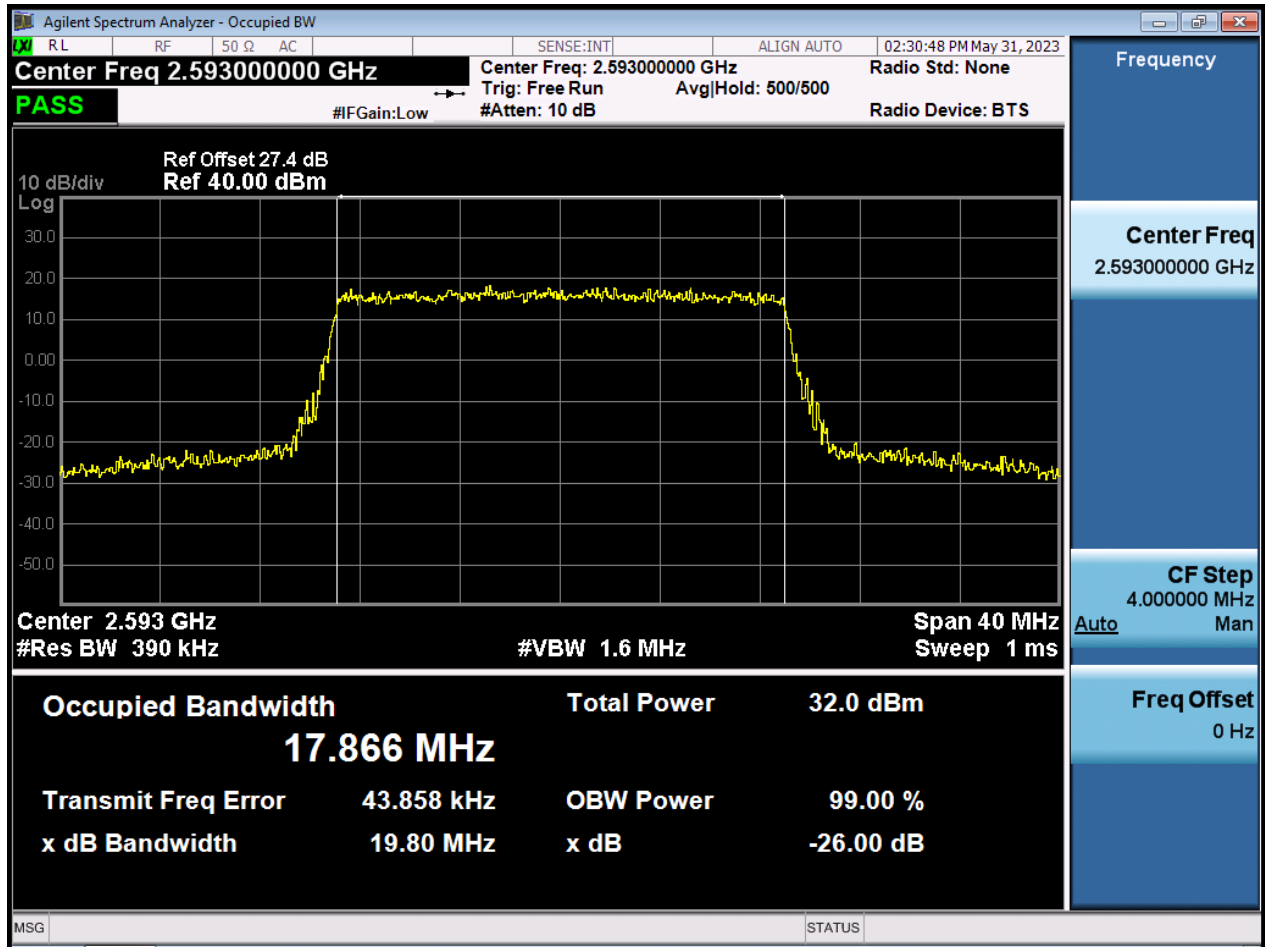 Agilent Spectrum Analyzer - Occupied BW
LXI RL RF 50 Ω AC SENSE:INT ALIGN AUTO 02:30:48 PM May 31, 2023
Center Freq 2.593000000 GHz
Center Freq: 2.593000000 GHz
Radio Std: None
Trig: Free Run Avg|Hold: 500/500
PASS
#IFGain:Low
#Atten: 10 dB
Radio Device: BTS
Ref Offset 27.4 dB
10 dB/div Ref 40.00 dBm
Log
30.0
20.0
10.0
0.00
-10.0
-20.0
-30.0
-40.0
-50.0
Center 2.593 GHz Span 40 MHz
#Res BW 390 kHz #VBW 1.6 MHz Sweep 1 ms
Occupied Bandwidth Total Power 32.0 dBm
17.866 MHz
Transmit Freq Error 43.858 kHz OBW Power 99.00 %
x dB Bandwidth 19.80 MHz x dB -26.00 dB
MSG STATUS
Frequency
Center Freq
2.593000000 GHz
CF Step
4.000000 MHz
Auto Man
Freq Offset
0 Hz